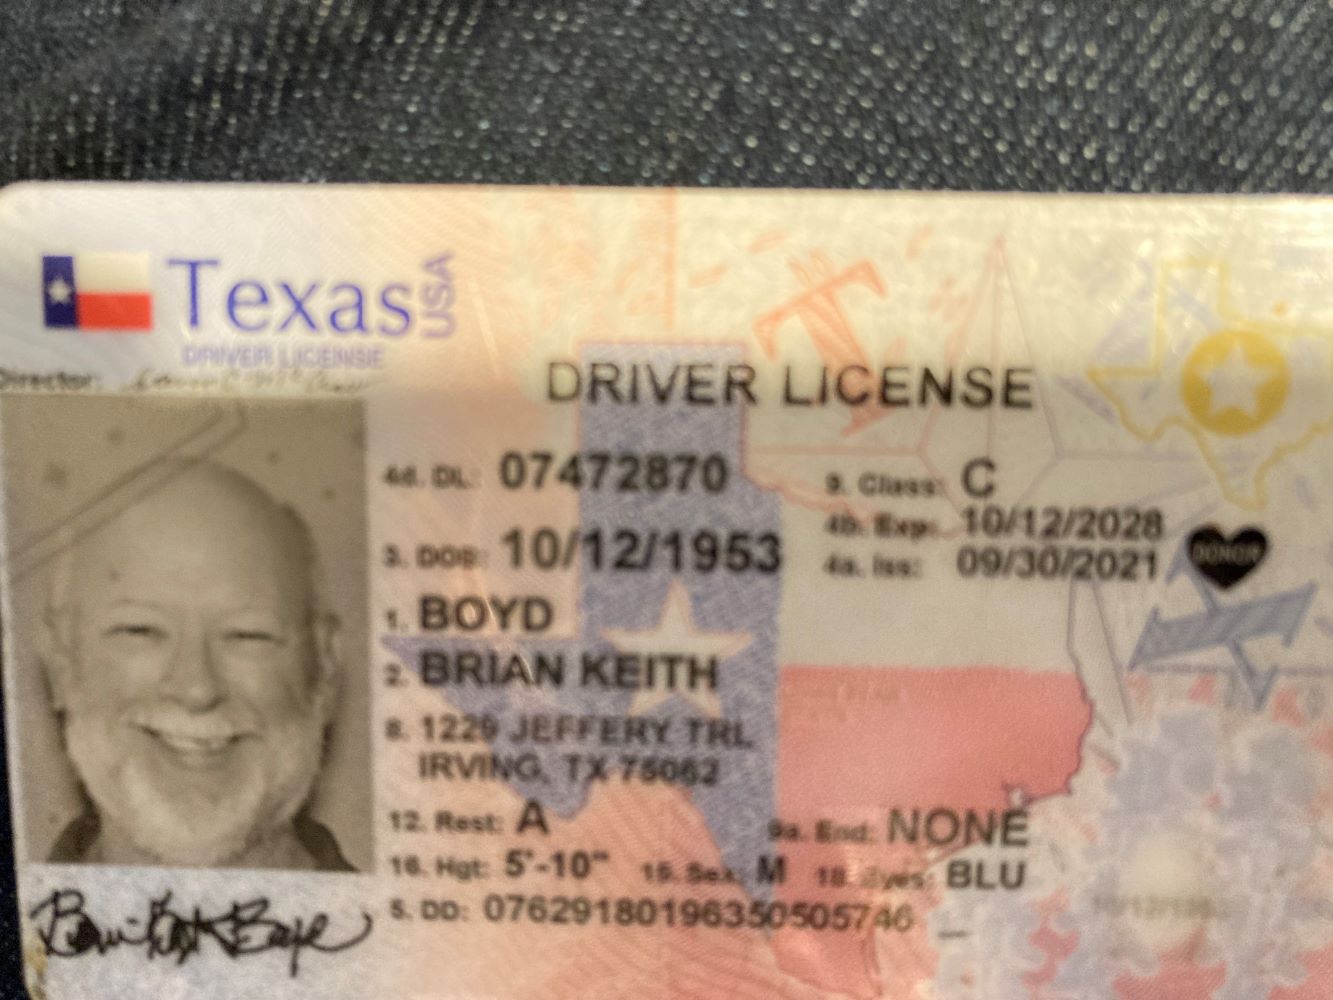 Texas USA
DRIVER LICENSE
DRIVER LICENSE
4d. DL: 07472870 9. Class: C
3. DOB: 10/12/1953 4b. Exp: 10/12/2028
4a. Iss: 09/30/2021
1. BOYD
2. BRIAN KEITH
8. 1229 JEFFERY TRL
IRVING, TX 75062
12. Rest: A 9a. End: NONE
16. Hgt: 5'-10" 15. Sex: M 18. Eyes: BLU
5. DD: 07629180196350505746
DONOR